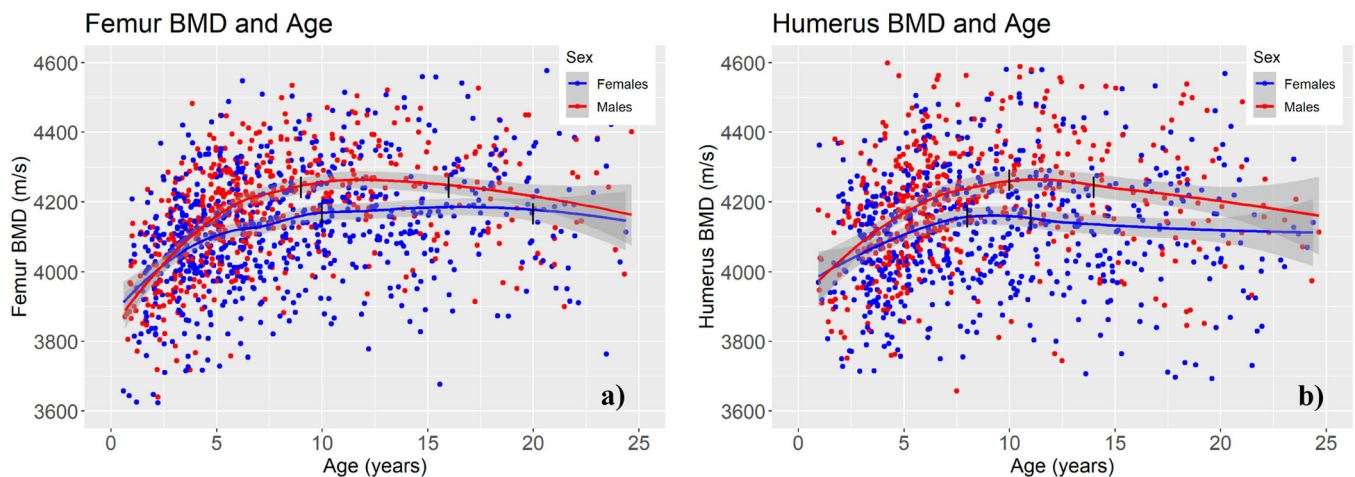 Femur BMD and Age
Femur BMD (m/s)
4600
4400
4200
4000
3800
3600
Sex
Females
Males
a)
0 5 10 15 20 25
Age (years)
Humerus BMD and Age
Humerus BMD (m/s)
4600
4400
4200
4000
3800
3600
Sex
Females
Males
b)
0 5 10 15 20 25
Age (years)